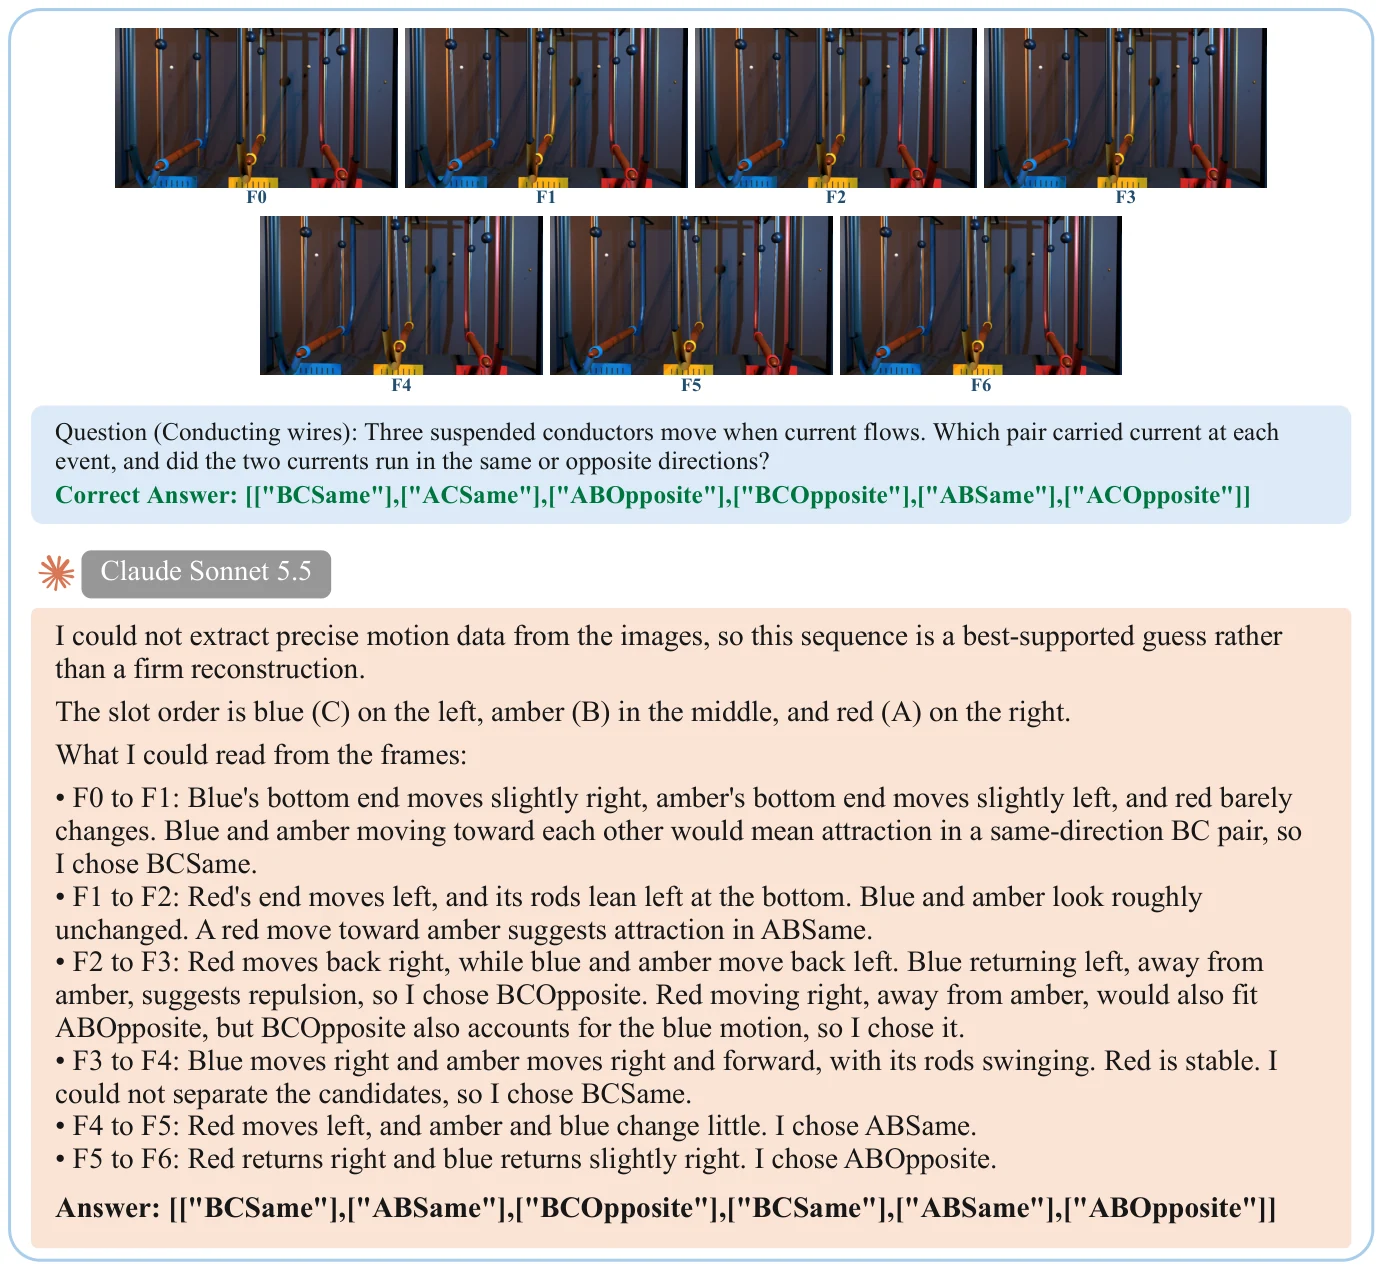 F0
F1
F2
F3
F4
F5
F6
Question (Conducting wires): Three suspended conductors move when current flows. Which pair carried current at each
event, and did the two currents run in the same or opposite directions?
Correct Answer: [["BCSame"],["ACSame"],["ABOpposite"],["BCOpposite"],["ABSame"],["ACOpposite"]]
Claude Sonnet 5.5
I could not extract precise motion data from the images, so this sequence is a best-supported guess rather
than a firm reconstruction.
The slot order is blue (C) on the left, amber (B) in the middle, and red (A) on the right.
What I could read from the frames:
• F0 to F1: Blue's bottom end moves slightly right, amber's bottom end moves slightly left, and red barely
changes. Blue and amber moving toward each other would mean attraction in a same-direction BC pair, so
I chose BCSame.
• F1 to F2: Red's end moves left, and its rods lean left at the bottom. Blue and amber look roughly
unchanged. A red move toward amber suggests attraction in ABSame.
• F2 to F3: Red moves back right, while blue and amber move back left. Blue returning left, away from
amber, suggests repulsion, so I chose BCOpposite. Red moving right, away from amber, would also fit
ABOpposite, but BCOpposite also accounts for the blue motion, so I chose it.
• F3 to F4: Blue moves right and amber moves right and forward, with its rods swinging. Red is stable. I
could not separate the candidates, so I chose BCSame.
• F4 to F5: Red moves left, and amber and blue change little. I chose ABSame.
• F5 to F6: Red returns right and blue returns slightly right. I chose ABOpposite.
Answer: [["BCSame"],["ABSame"],["BCOpposite"],["BCSame"],["ABSame"],["ABOpposite"]]